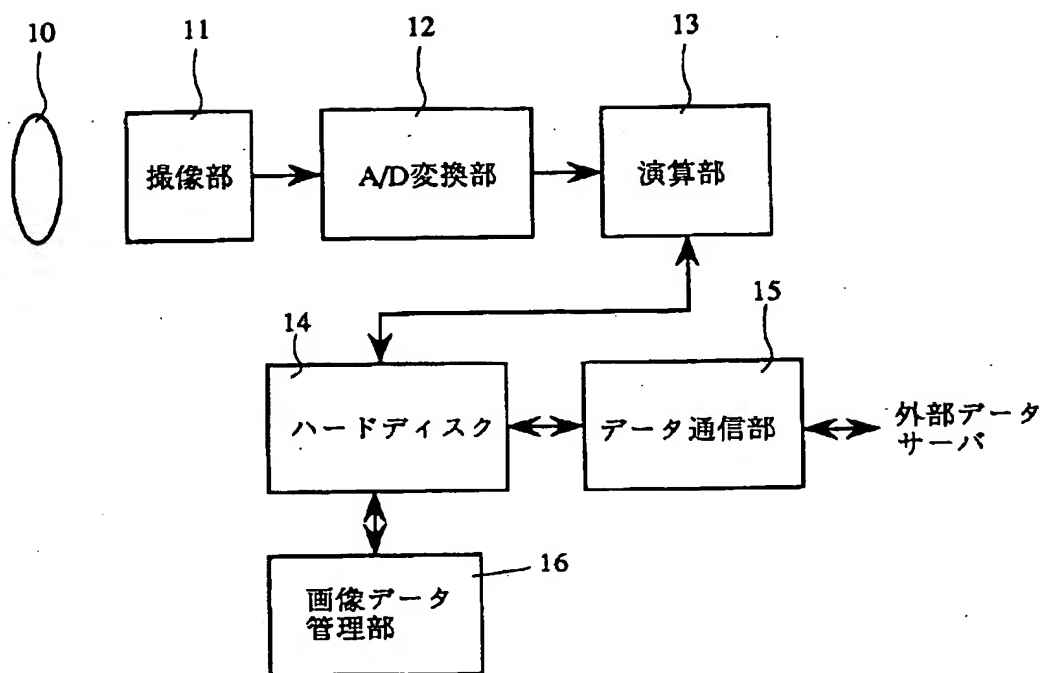 10
11
12
13
撮像部
A/D変換部
演算部
14
15
ハードディスク
データ通信部
外部データ
サーバ
16
画像データ
管理部